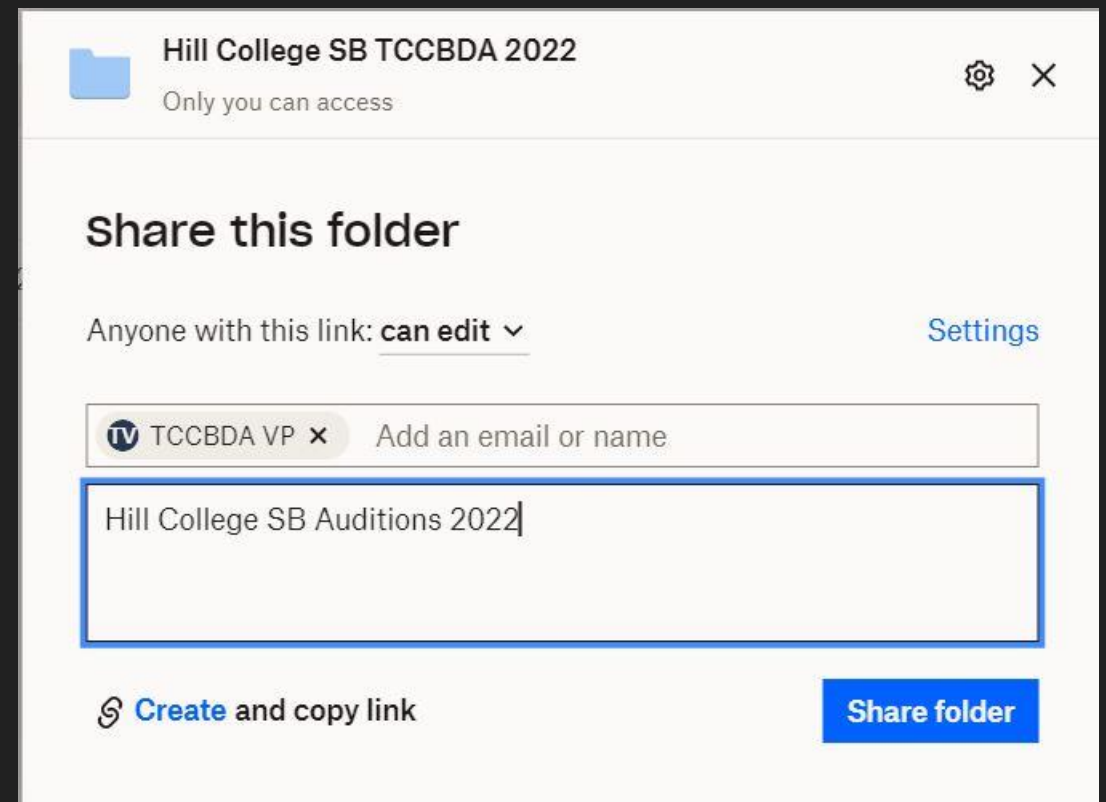 Hill College SB TCCBDA 2022
Only you can access
Share this folder
Anyone with this link: can edit
Settings
TV TCCBDA VP × Add an email or name
Hill College SB Auditions 2022
Create and copy link
Share folder